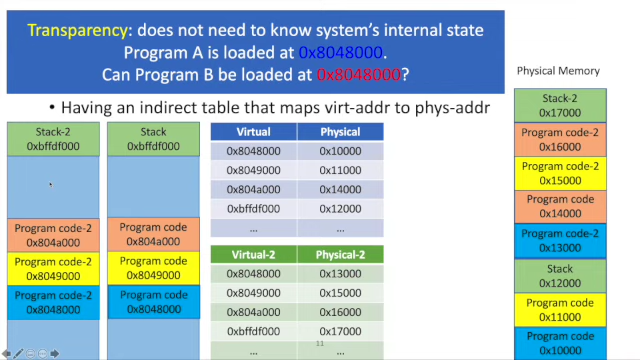 Transparency: does not need to know system's internal state
Program A is loaded at 0x8048000.
Can Program B be loaded at 0x8048000?
• Having an indirect table that maps virt-addr to phys-addr
Stack-2
0xbffdf000
Program code-2
0x804a000
Program code-2
0x8049000
Program code-2
0x8048000
Stack
0xbffdf000
Program code
0x804a000
Program code
0x8049000
Program code
0x8048000
Virtual Physical
0x8048000 0x10000
0x8049000 0x11000
0x804a000 0x14000
0xbffdf000 0x12000
... ...
Virtual-2 Physical-2
0x8048000 0x13000
0x8049000 0x15000
0x804a000 0x16000
0xbffdf000 0x17000
... ...
11
Physical Memory
Stack-2
0x17000
Program code-2
0x16000
Program code-2
0x15000
Program code
0x14000
Program code-2
0x13000
Stack
0x12000
Program code
0x11000
Program code
0x10000